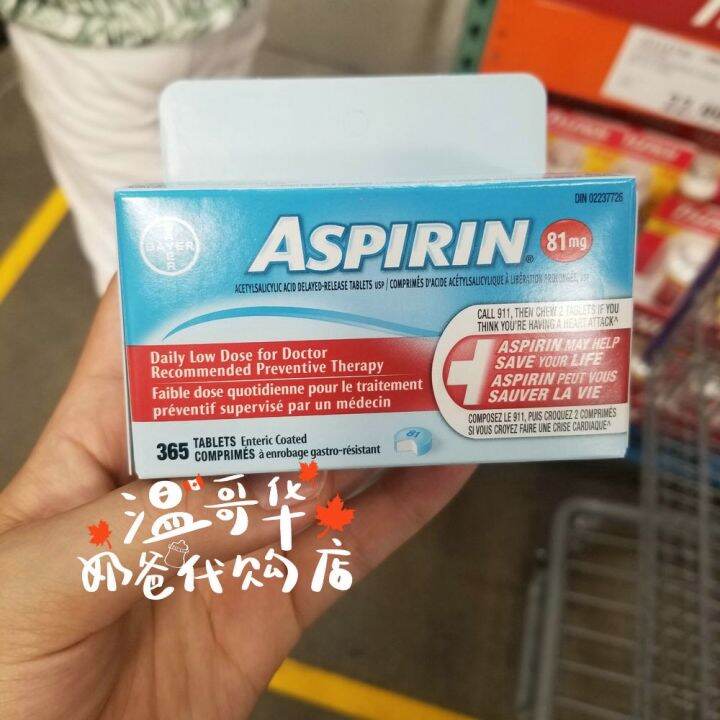 DIN 02237726
BAYER
BAYER
ASPIRIN® 81mg
ACETYLSALICYLIC ACID DELAYED-RELEASE TABLETS USP / COMPRIMÉS D'ACIDE ACÉTYLSALICYLIQUE À LIBÉRATION PROLONGÉE, USP
CALL 911, THEN CHEW 2 TABLETS IF YOU
THINK YOU'RE HAVING A HEART ATTACK^
ASPIRIN MAY HELP
SAVE YOUR LIFE
ASPIRIN PEUT VOUS
SAUVER LA VIE
COMPOSEZ LE 911, PUIS CROQUEZ 2 COMPRIMÉS
SI VOUS CROYEZ FAIRE UNE CRISE CARDIAQUE^
Daily Low Dose for Doctor
Recommended Preventive Therapy
Faible dose quotidienne pour le traitement
préventif supervisé par un médecin
365 TABLETS Enteric Coated
COMPRIMÉS à enrobage gastro-résistant
81
温哥华
奶爸代购店